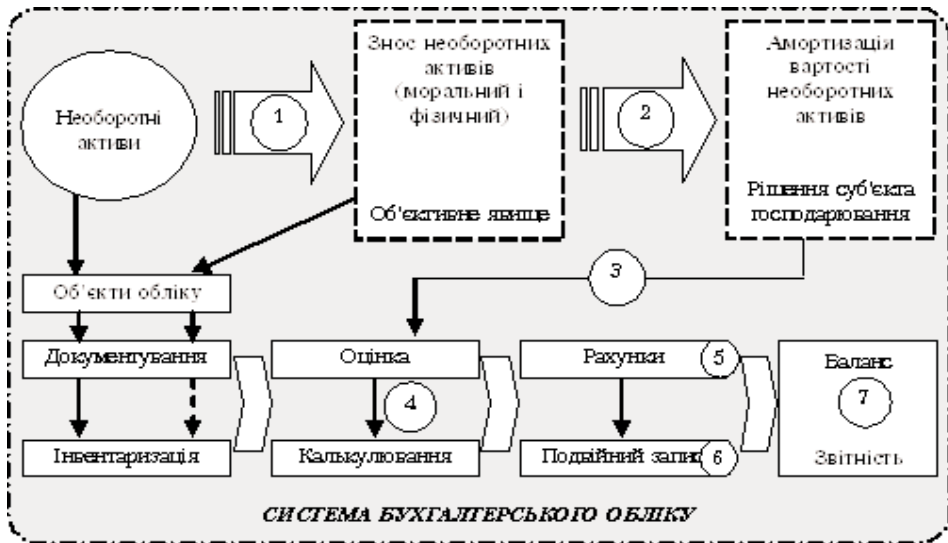 Необоротні
активи
1
Знос необоротних
активів
(моральний і
фізичний)
Об'єктивне явище
2
Амортизація
вартості
необоротних
активів
Рішення суб'єкта
господарювання
3
Об'єкти обліку
Документування
Оцінка
Рахунки
5
Баланс
4
7
Інвентаризація
Калькулювання
Подвійний запис
6
Звітність
СИСТЕМА БУХГАЛТЕРСЬКОГО ОБЛІКУ